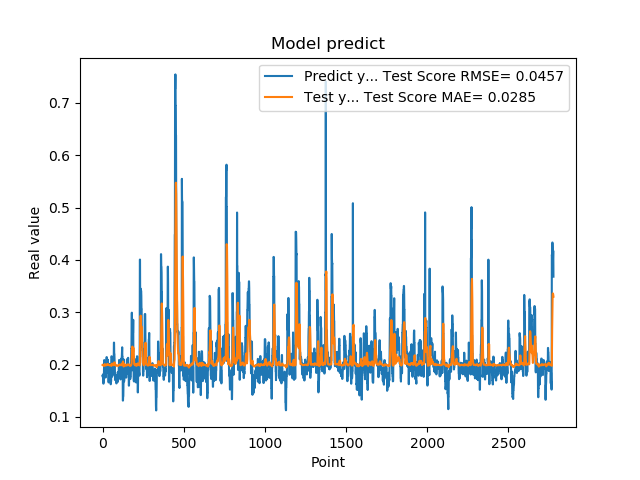 Model predict
Predict y... Test Score RMSE= 0.0457
Test y... Test Score MAE= 0.0285
Real value
0.7
0.6
0.5
0.4
0.3
0.2
0.1
0 500 1000 1500 2000 2500
Point